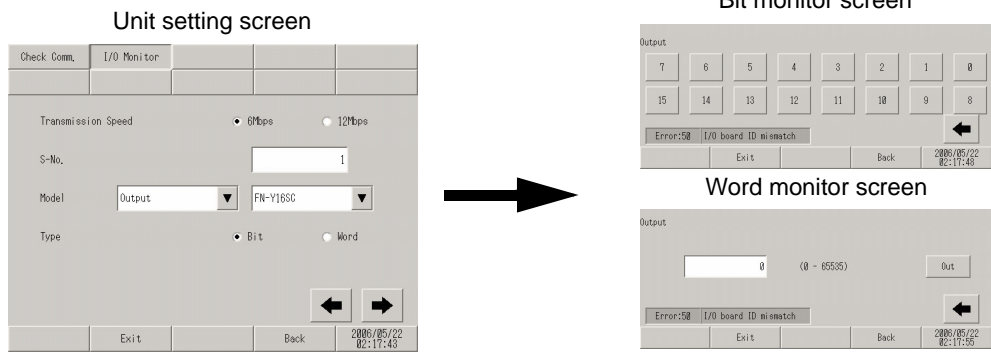 Unit setting screen
Check Comm. I/O Monitor
Transmission Speed 6Mbps 12Mbps
S-No. 1
Model Output FN-Y16SC
Type Bit Word
Exit Back 2006/05/22
02:17:43
Bit monitor screen
Output
7 6 5 4 3 2 1 0
15 14 13 12 11 10 9 8
Error:50 I/O board ID mismatch
Exit Back 2006/05/22
02:17:48
Word monitor screen
Output
0 (0 - 65535) Out
Error:50 I/O board ID mismatch
Exit Back 2006/05/22
02:17:55